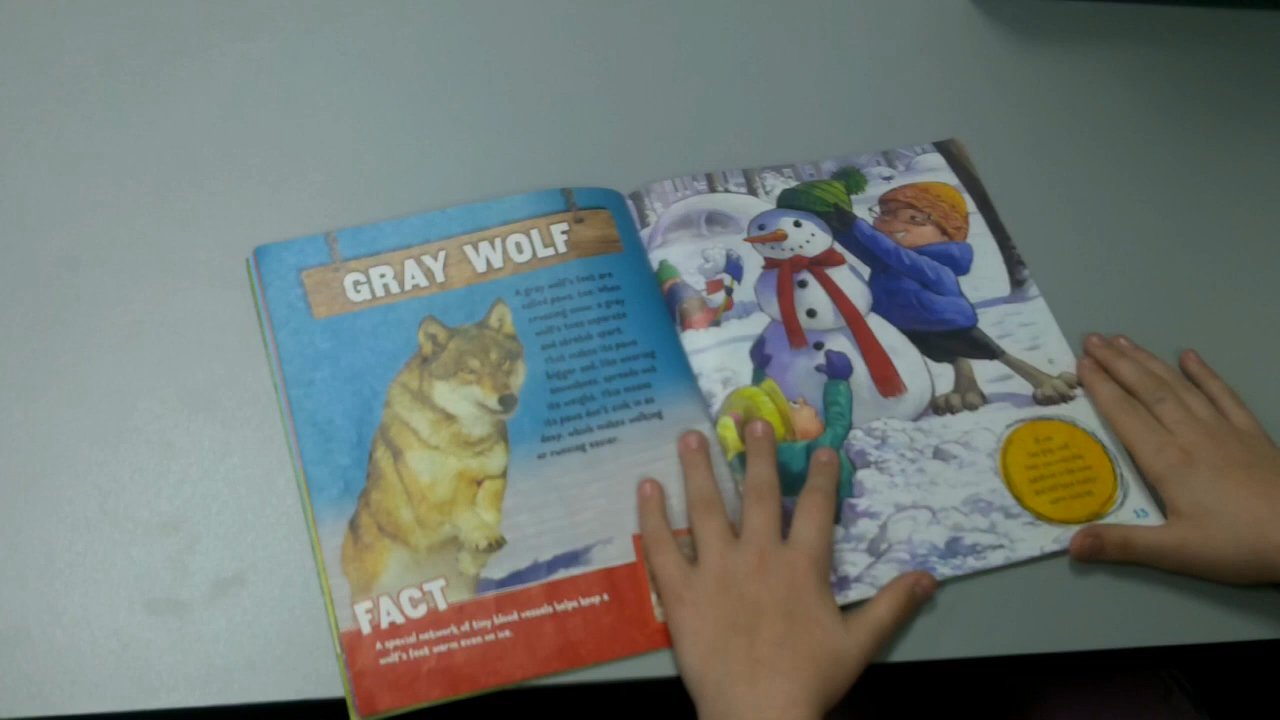 GRAY WOLF
A gray wolf's feet are
called paws, too. When
crossing snow, a gray
wolf's toes separate
and stretch apart.
That makes its paws
bigger and, like wearing
snowshoes, spreads out
its weight. This means
its paws don't sink in as
deep, which makes walking
or running easier.
FACT
A special network of tiny blood vessels helps keep a
wolf's feet warm even on ice.
13